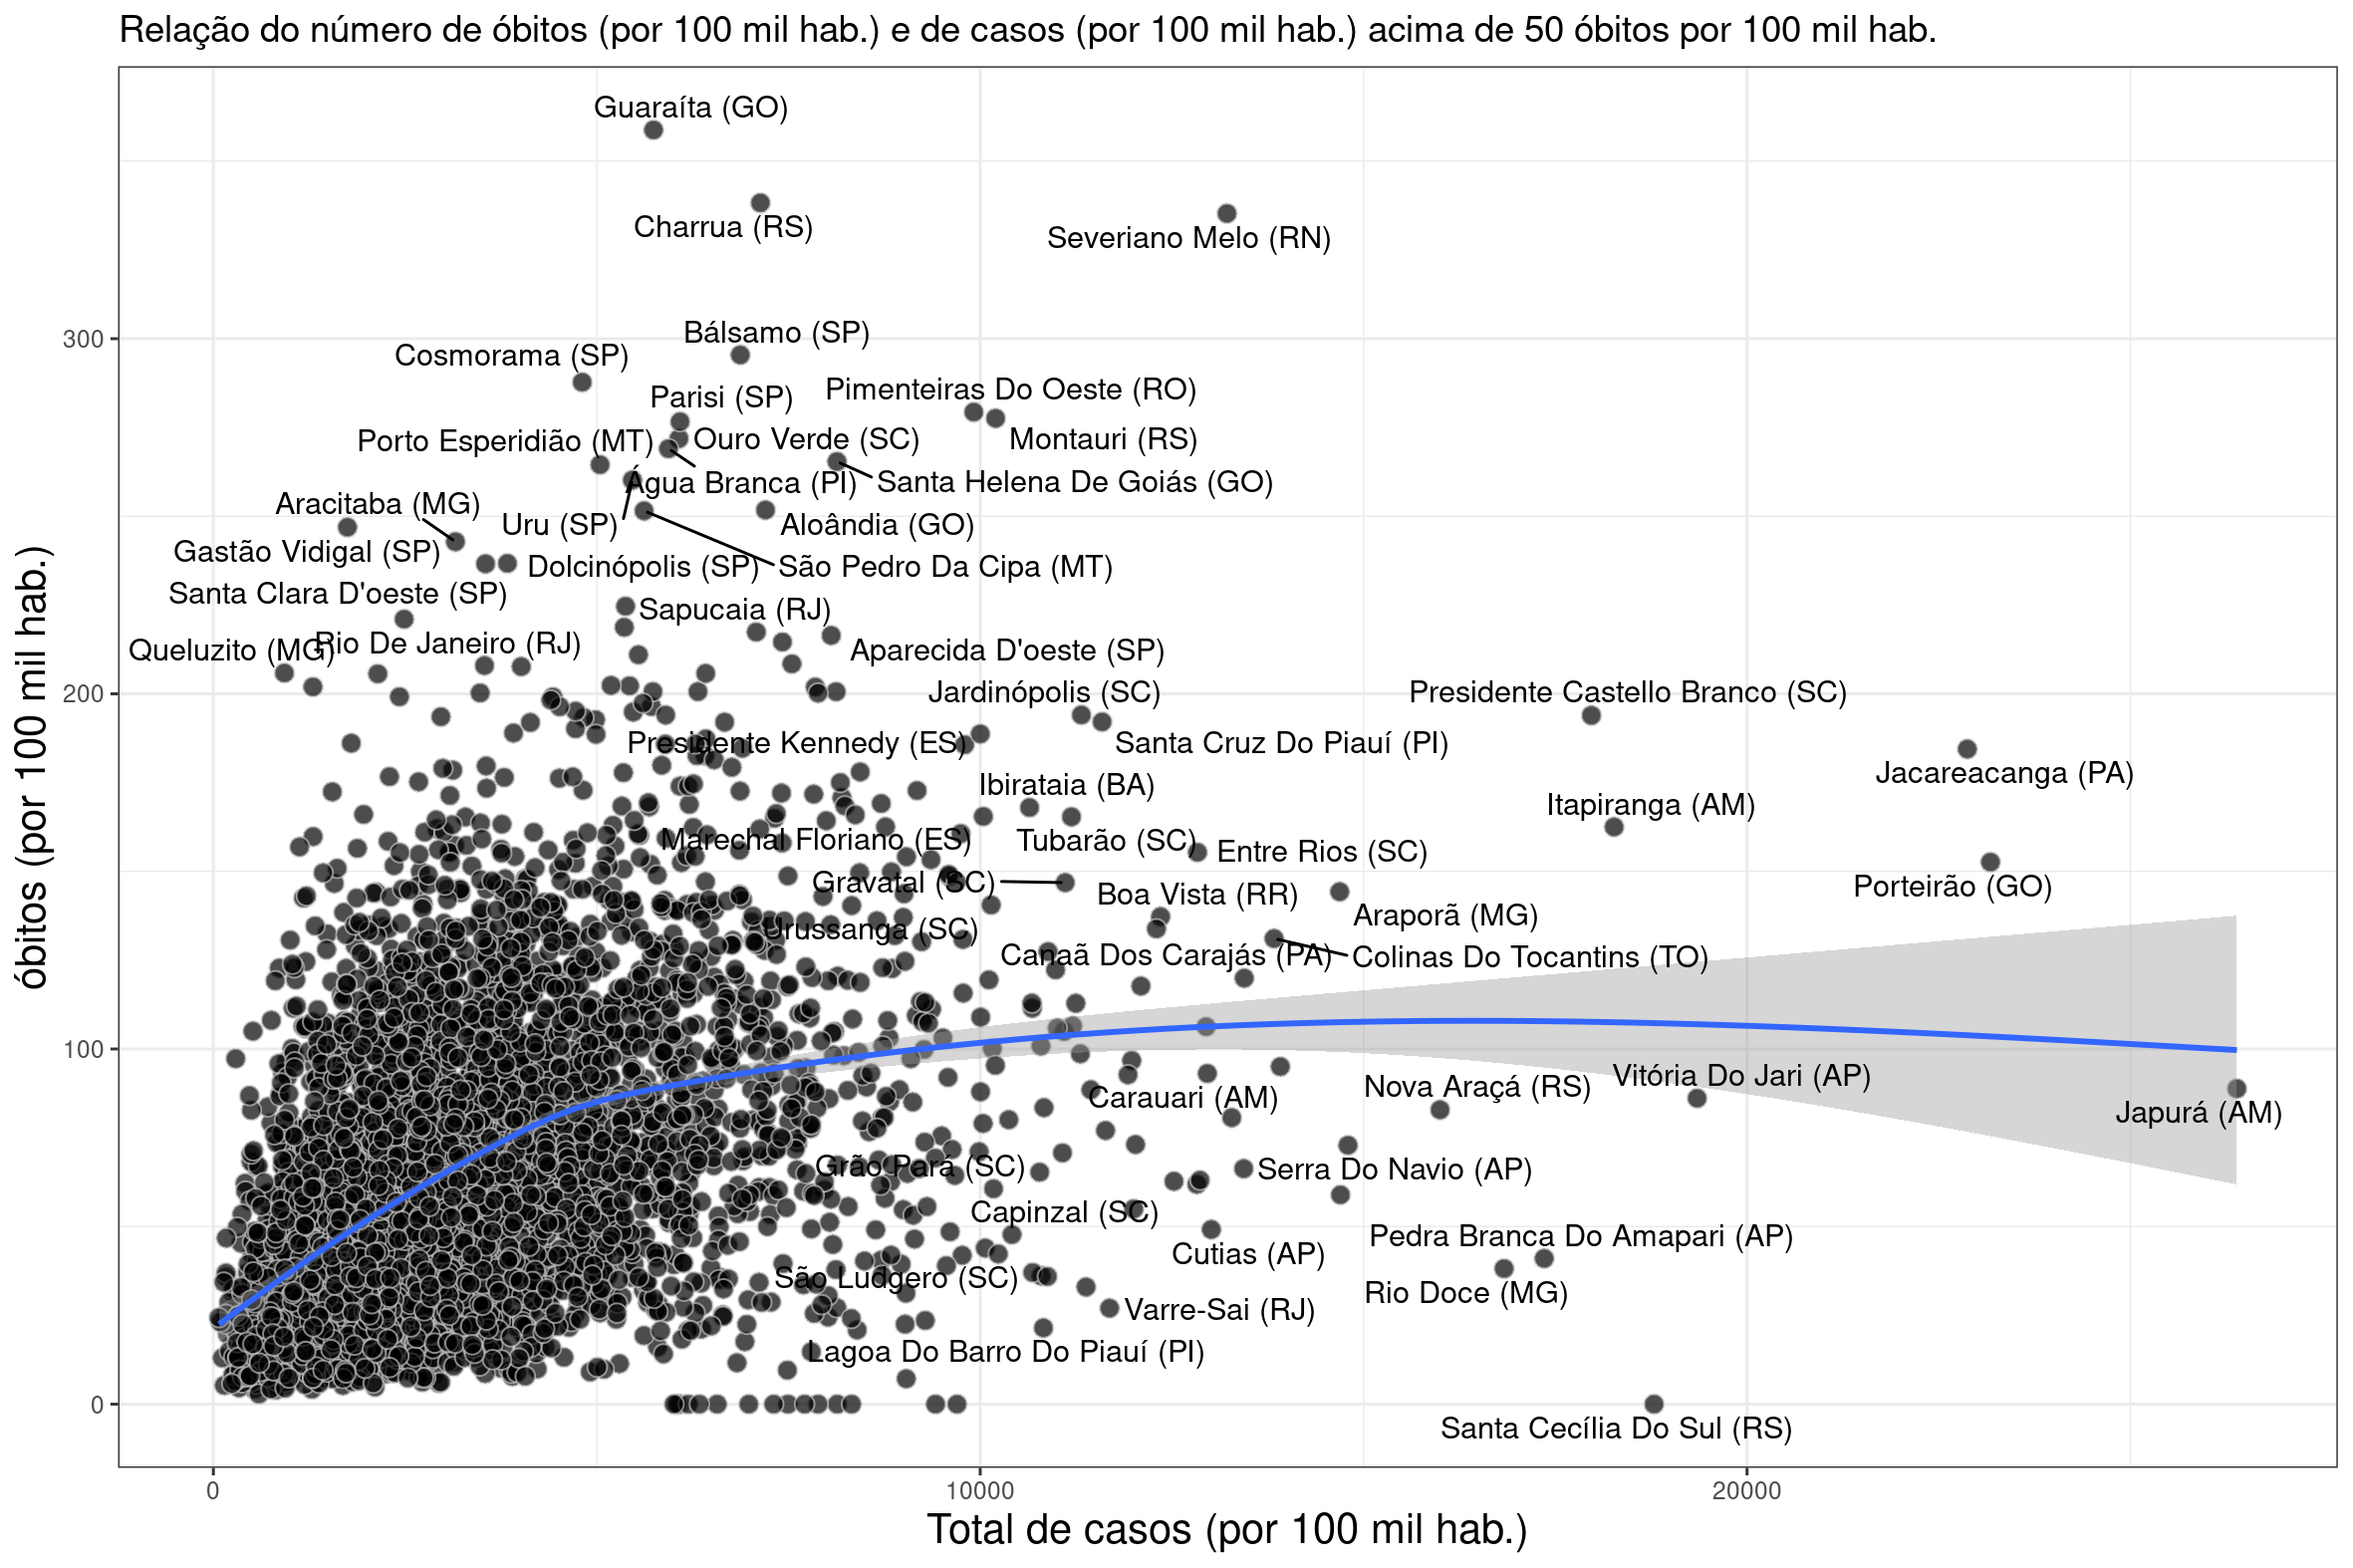 Relação do número de óbitos (por 100 mil hab.) e de casos (por 100 mil hab.) acima de 50 óbitos por 100 mil hab.
Guaraíta (GO)
Charrua (RS)
Severiano Melo (RN)
300
Bálsamo (SP)
Cosmorama (SP)
Pimenteiras Do Oeste (RO)
Parisi (SP)
Porto Esperidião (MT)
Ouro Verde (SC)
Montauri (RS)
Água Branca (PI)
Santa Helena De Goiás (GO)
Aracitaba (MG)
Uru (SP)
Aloândia (GO)
Gastão Vidigal (SP)
Dolcinópolis (SP)
São Pedro Da Cipa (MT)
Santa Clara D'oeste (SP)
Sapucaia (RJ)
Queluzito (MG)
Rio De Janeiro (RJ)
Aparecida D'oeste (SP)
200
Jardinópolis (SC)
Presidente Castello Branco (SC)
Presidente Kennedy (ES)
Santa Cruz Do Piauí (PI)
Jacareacanga (PA)
Ibirataia (BA)
Itapiranga (AM)
Marechal Floriano (ES)
Tubarão (SC)
Entre Rios (SC)
Gravatal (SC)
Boa Vista (RR)
Porteirão (GO)
Araporã (MG)
Urussanga (SC)
Canaã Dos Carajás (PA)
Colinas Do Tocantins (TO)
100
Carauari (AM)
Nova Araçá (RS)
Vitória Do Jari (AP)
Japurá (AM)
Grão Pará (SC)
Serra Do Navio (AP)
Capinzal (SC)
Cutias (AP)
Pedra Branca Do Amapari (AP)
São Ludgero (SC)
Rio Doce (MG)
Varre-Sai (RJ)
Lagoa Do Barro Do Piauí (PI)
0
Santa Cecília Do Sul (RS)
0
10000
20000
Total de casos (por 100 mil hab.)
óbitos (por 100 mil hab.)